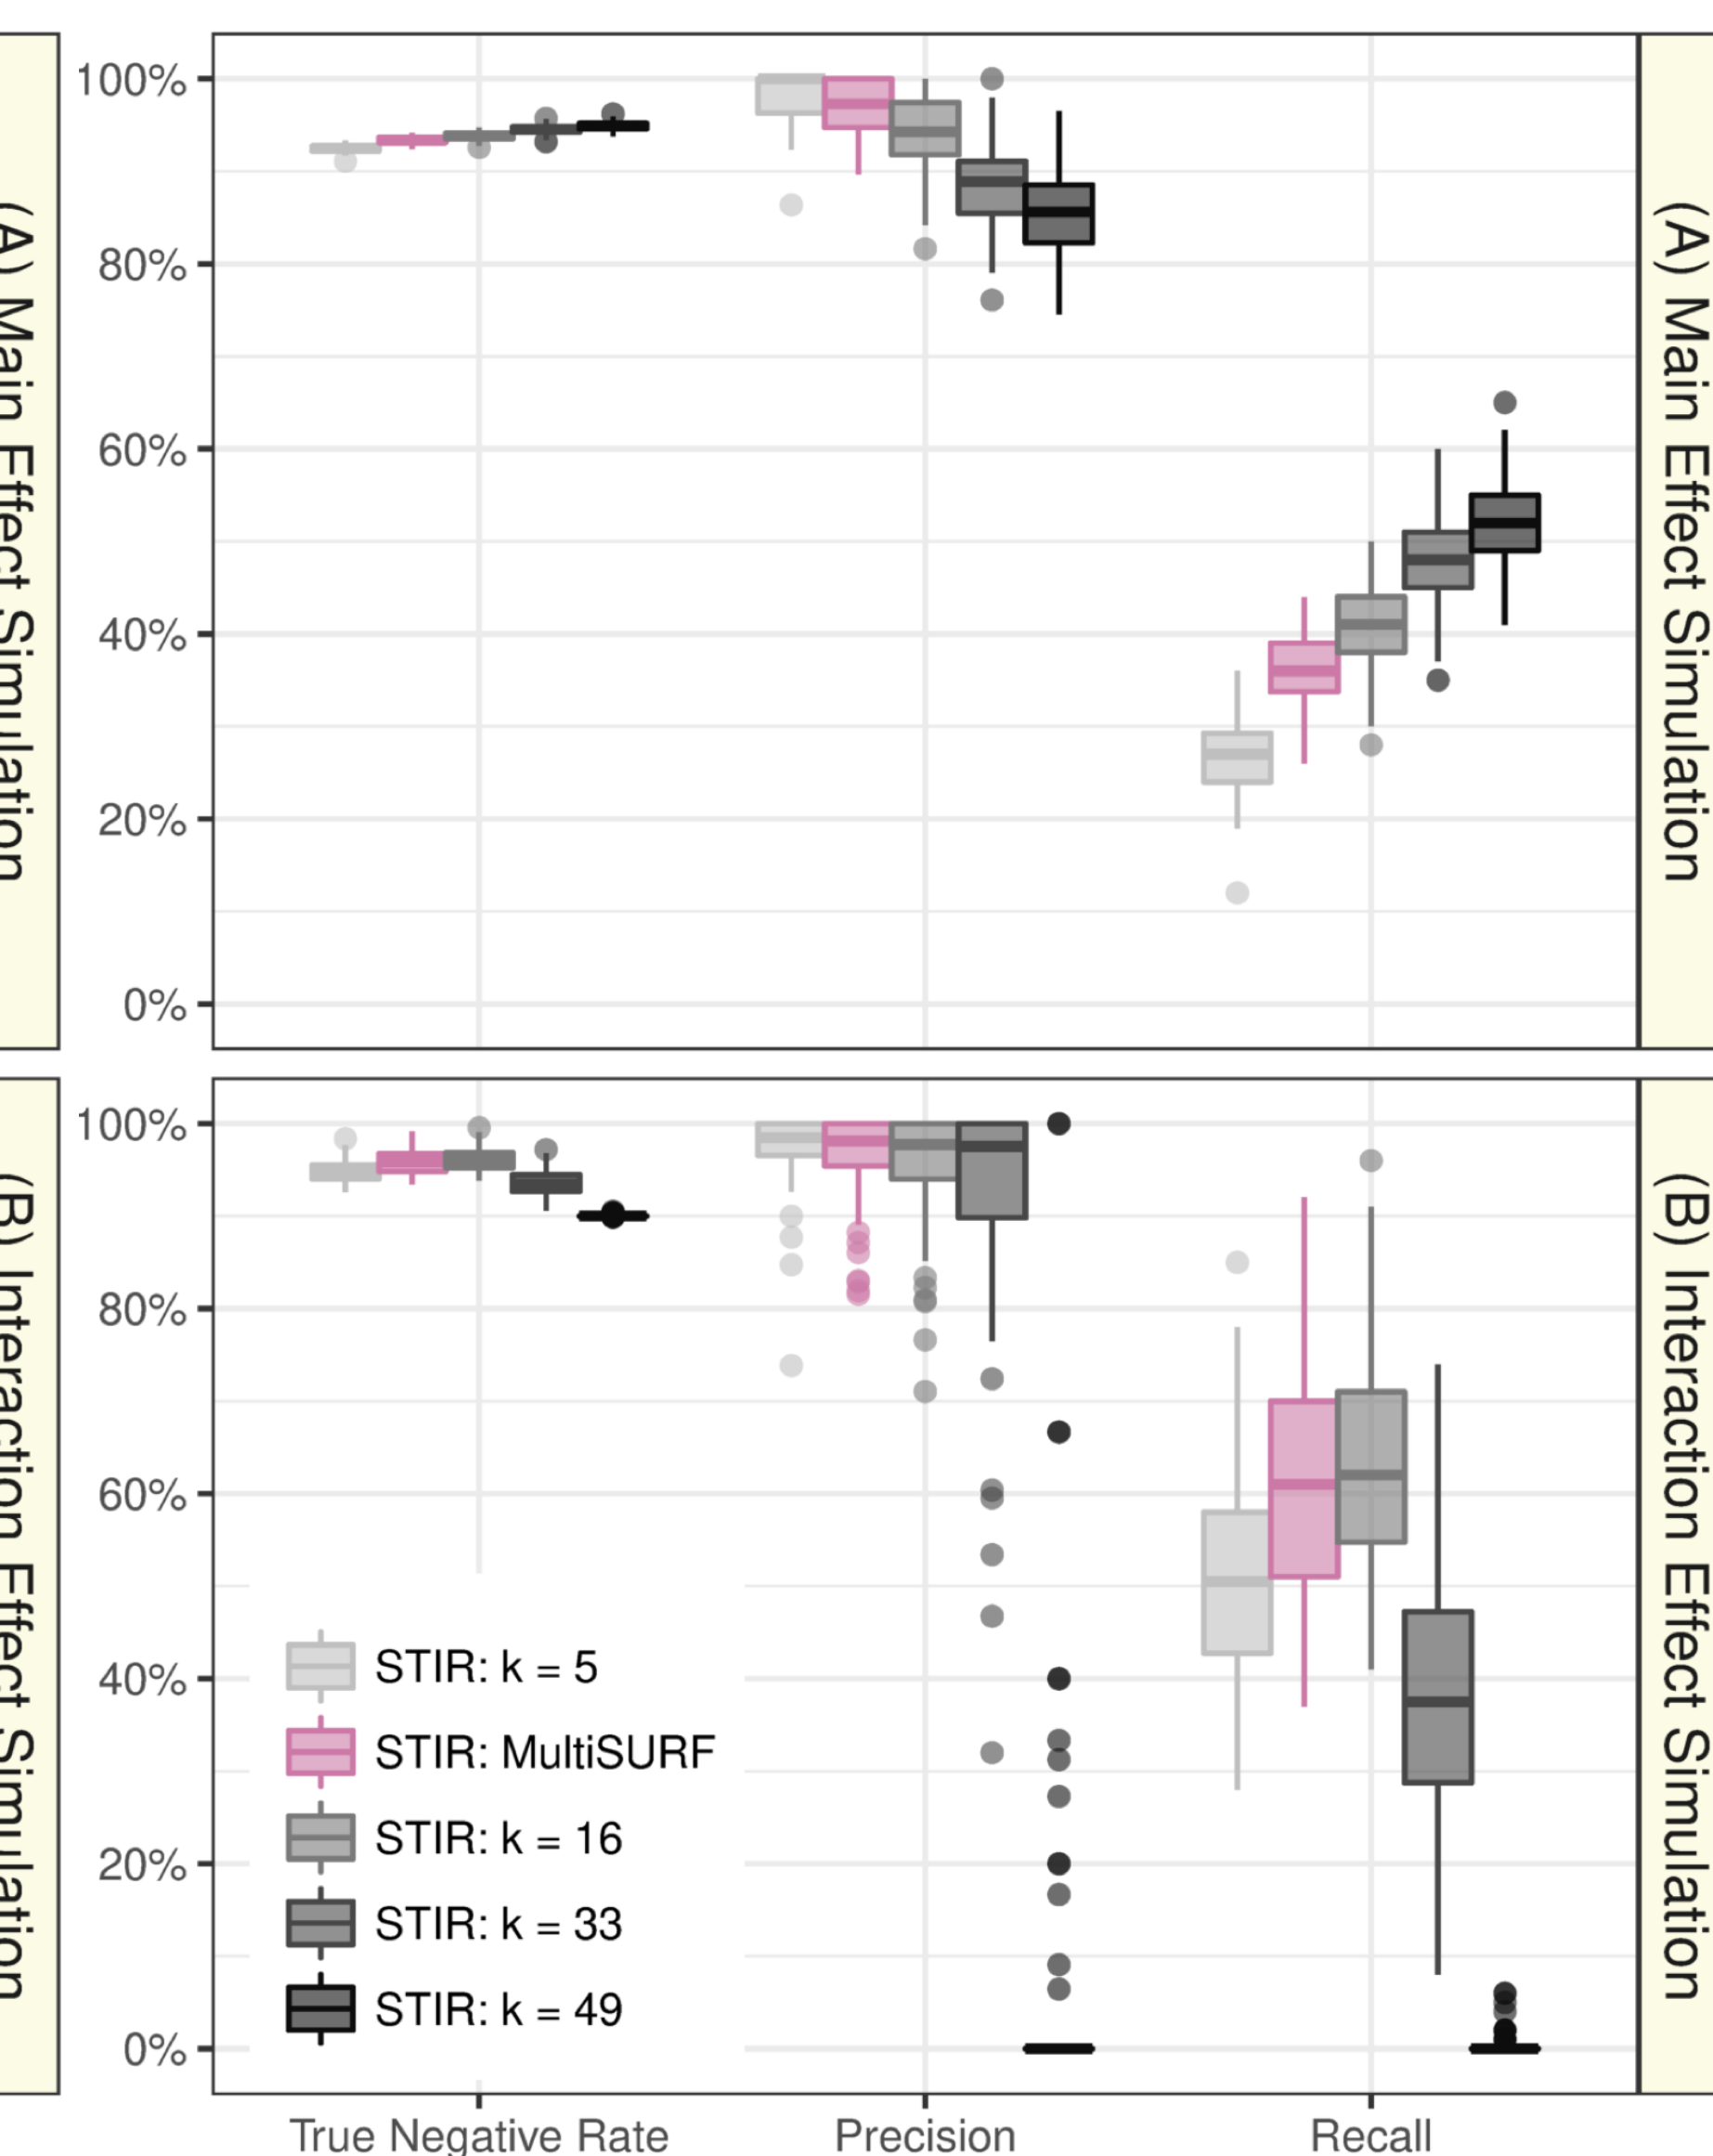 (A) Main Effect Simulation
100%
80%
60%
40%
20%
0%
(A) Main Effect Simulation
(B) Interaction Effect Simulation
100%
80%
60%
40%
20%
0%
STIR: k = 5
STIR: MultiSURF
STIR: k = 16
STIR: k = 33
STIR: k = 49
(B) Interaction Effect Simulation
True Negative Rate
Precision
Recall